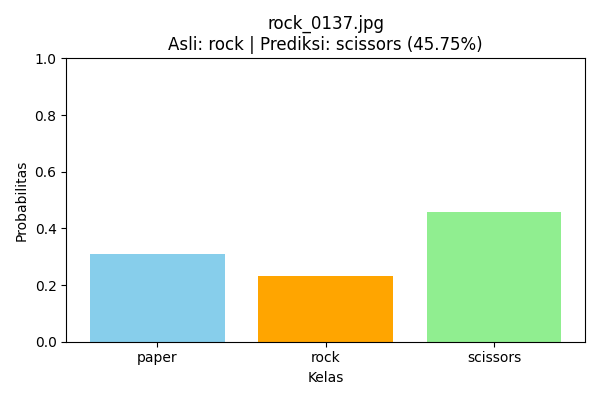 rock_0137.jpg
Asli: rock | Prediksi: scissors (45.75%)
1.0
0.8
0.6
0.4
0.2
0.0
Probabilitas
paper rock scissors
Kelas